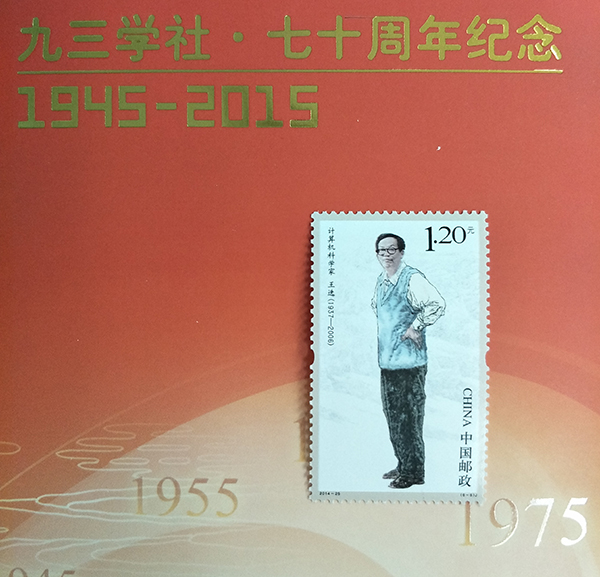 九三学社·七十周年纪念
1945-2015
1.20元
计算机科学家 王选(1937—2006)
CHINA 中国邮政
2014-25
1955
1975